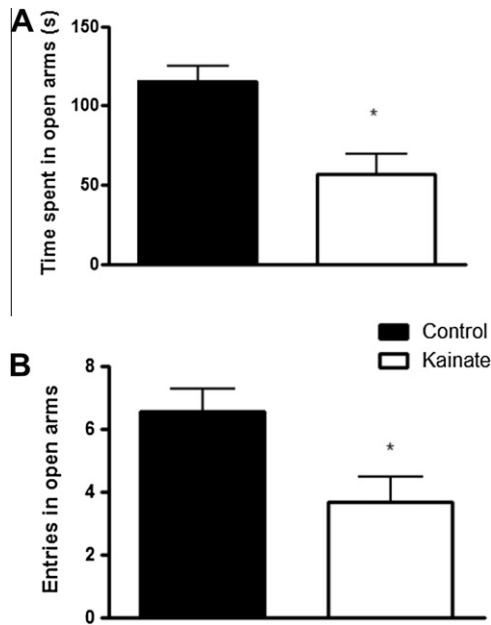 A
Time spent in open arms (s)
150
100
50
0
*
Control
Kainate
B
Entries in open arms
8
6
4
2
0
*